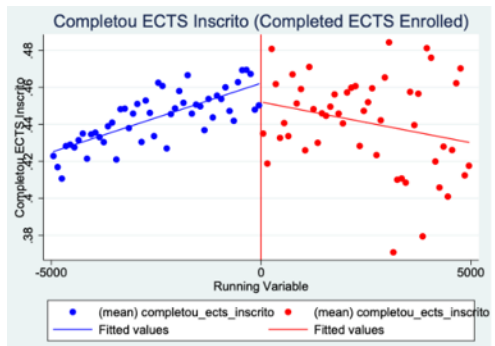 Completou ECTS Inscrito (Completed ECTS Enrolled)
Completou ECTS Inscrito
.48
.46
.44
.42
.4
.38
-5000
0
5000
Running Variable
(mean) completou_ects_inscrito
(mean) completou_ects_inscrito
Fitted values
Fitted values